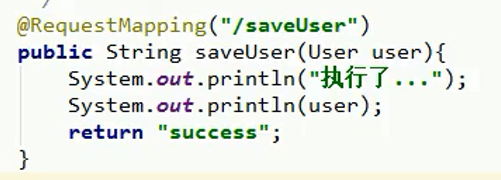 @RequestMapping("/saveUser")
public String saveUser(User user){
    System.out.println("执行了...");
    System.out.println(user);
    return "success";
}